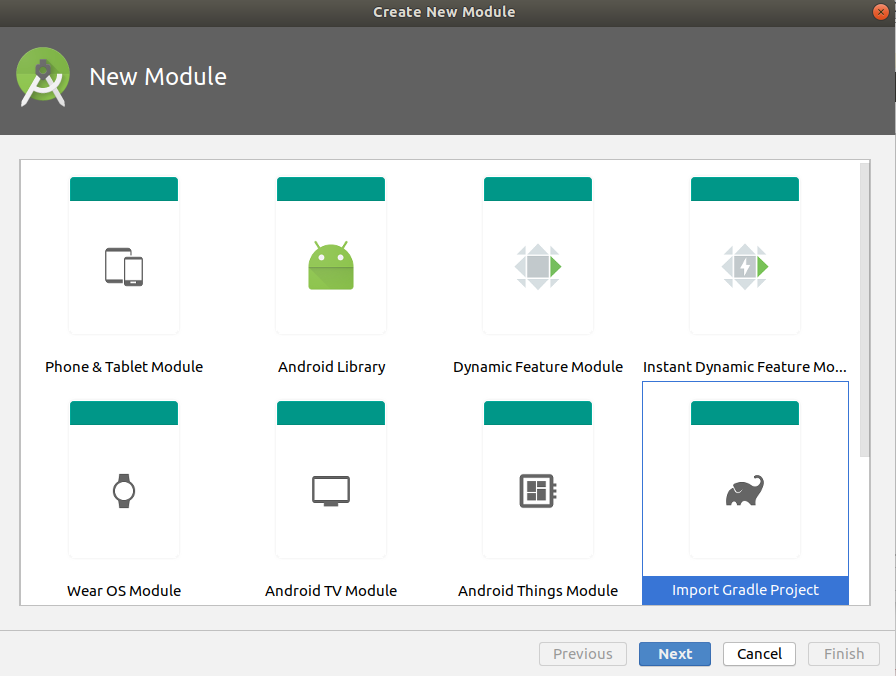 Create New Module
New Module
Phone & Tablet Module
Android Library
Dynamic Feature Module
Instant Dynamic Feature Mo...
Wear OS Module
Android TV Module
Android Things Module
Import Gradle Project
Previous
Next
Cancel
Finish